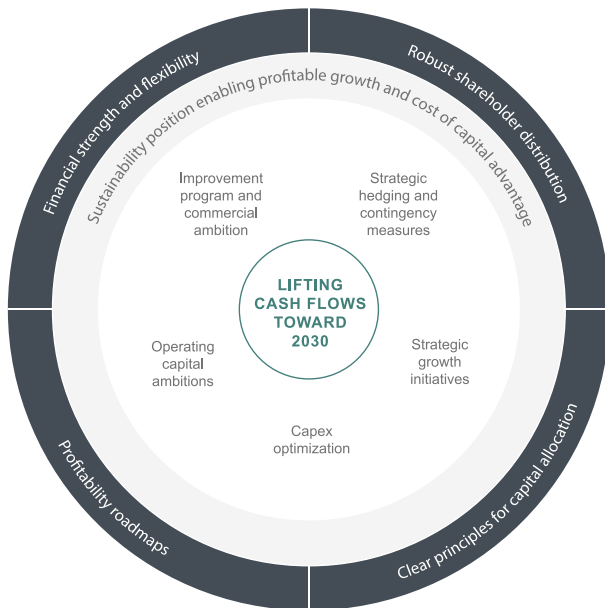 Financial strength and flexibility
Robust shareholder distribution
Sustainability position enabling profitable growth and cost of capital advantage
Improvement
program and
commercial
ambition
Strategic
hedging and
contingency
measures
LIFTING
CASH FLOWS
TOWARD
2030
Operating
capital
ambitions
Strategic
growth
initiatives
Capex
optimization
Profitability roadmaps
Clear principles for capital allocation